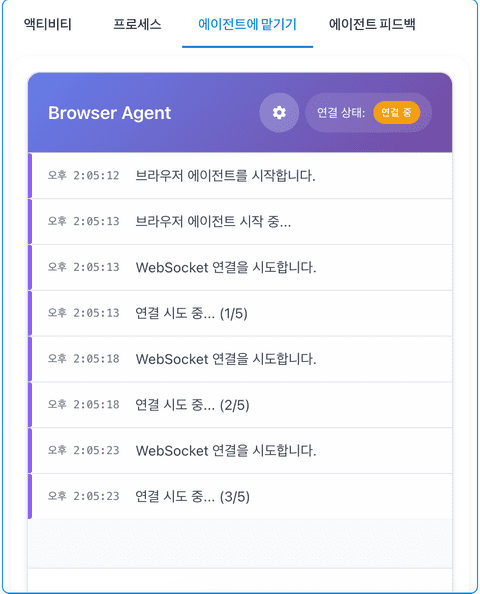 액티비티 프로세스 에이전트에 맡기기 에이전트 피드백
Browser Agent 연결 상태: 연결 중
오후 2:05:12 브라우저 에이전트를 시작합니다.
오후 2:05:13 브라우저 에이전트 시작 중...
오후 2:05:13 WebSocket 연결을 시도합니다.
오후 2:05:13 연결 시도 중... (1/5)
오후 2:05:18 WebSocket 연결을 시도합니다.
오후 2:05:18 연결 시도 중... (2/5)
오후 2:05:23 WebSocket 연결을 시도합니다.
오후 2:05:23 연결 시도 중... (3/5)